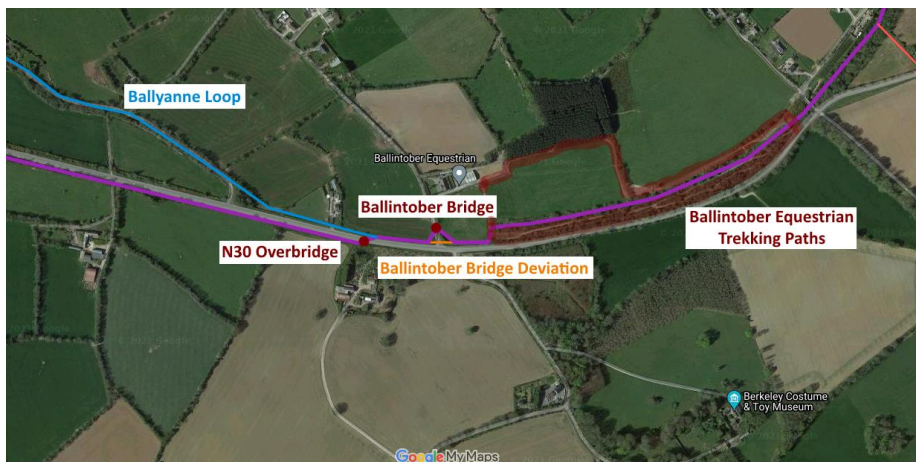 Ballyanne Loop
Ballintober Equestrian
Ballintober Bridge
N30 Overbridge
Ballintober Bridge Deviation
Ballintober Equestrian
Trekking Paths
Berkeley Costume
& Toy Museum
Google My Maps